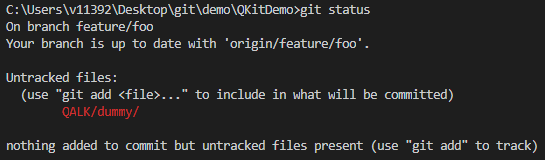 C:\Users\v11392\Desktop\git\demo\QKitDemo>git status
On branch feature/foo
Your branch is up to date with 'origin/feature/foo'.
Untracked files:
(use "git add <file>..." to include in what will be committed)
QALK/dummy/
nothing added to commit but untracked files present (use "git add" to track)